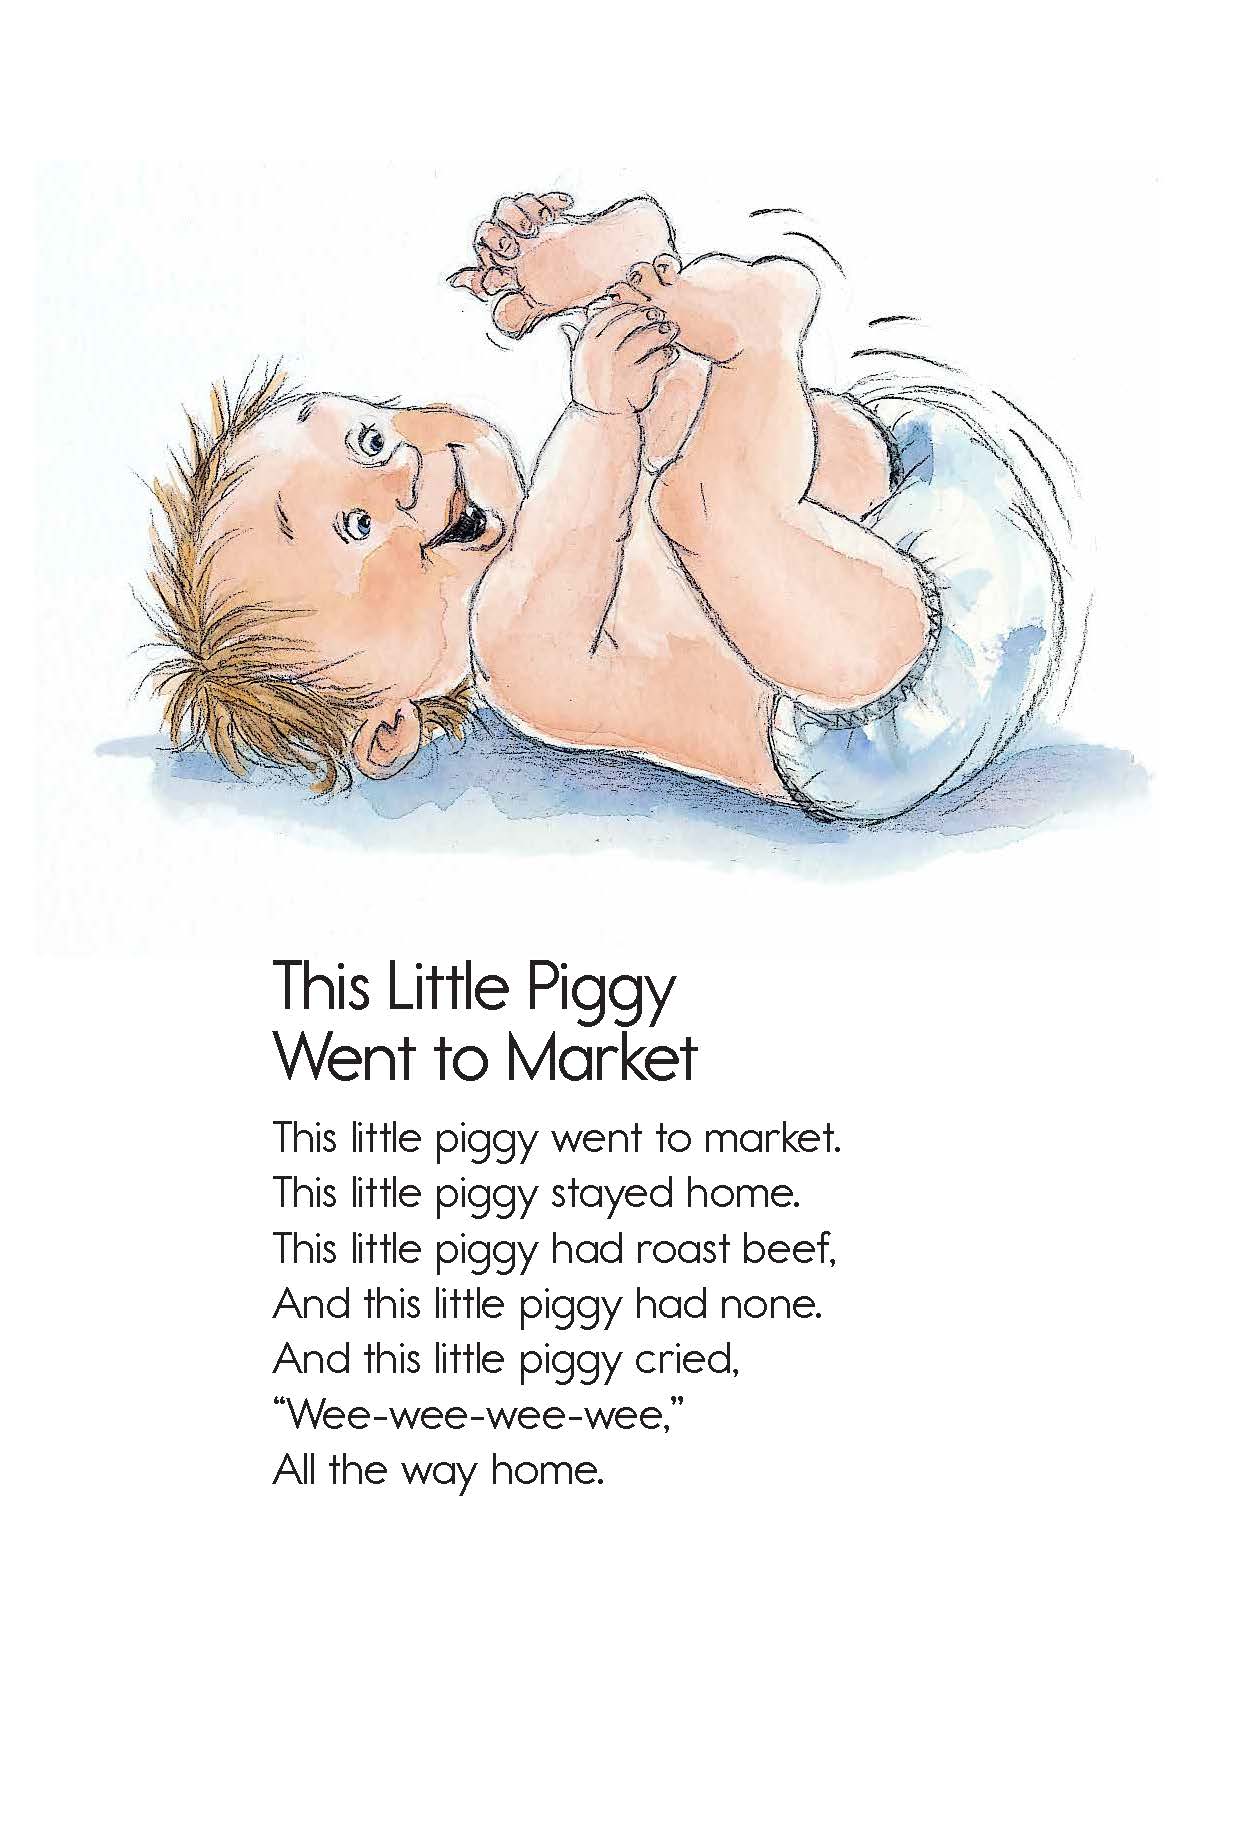 This Little Piggy
Went to Market
This little piggy went to market.
This little piggy stayed home.
This little piggy had roast beef,
And this little piggy had none.
And this little piggy cried,
“Wee-wee-wee-wee,”
All the way home.